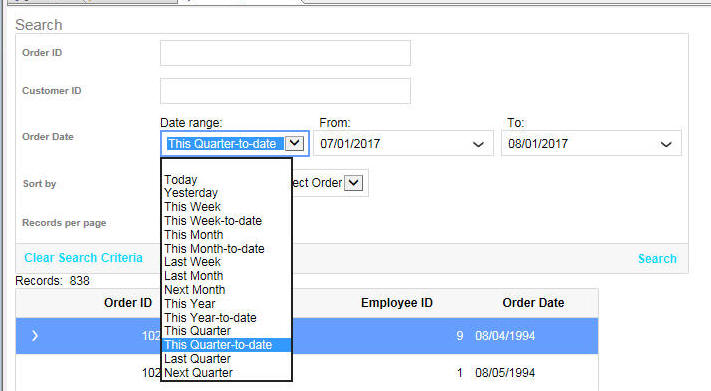 Search
Order ID
Customer ID
Date range: From: To:
Order Date This Quarter-to-date 07/01/2017 08/01/2017
Today
Yesterday
This Week
This Week-to-date
This Month
This Month-to-date
Last Week
Last Month
Next Month
This Year
This Year-to-date
This Quarter
This Quarter-to-date
Last Quarter
Next Quarter
Sort by Order
Records per page
Clear Search Criteria Search
Records: 838
Order ID Employee ID Order Date
9 08/04/1994
1 08/05/1994